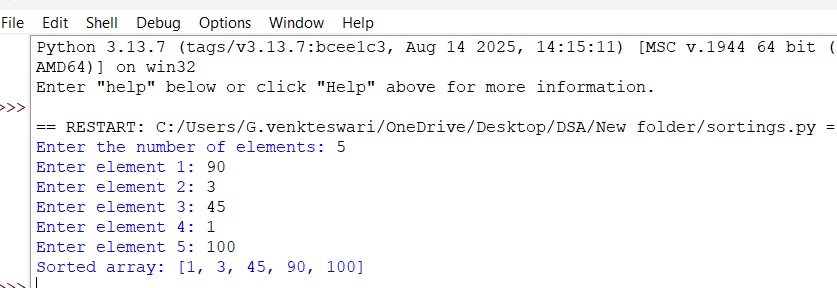 File Edit Shell Debug Options Window Help
Python 3.13.7 (tags/v3.13.7:bcee1c3, Aug 14 2025, 14:15:11) [MSC v.1944 64 bit (
AMD64)] on win32
Enter "help" below or click "Help" above for more information.
>>>
== RESTART: C:/Users/G.venkteswari/OneDrive/Desktop/DSA/New folder/sortings.py =
Enter the number of elements: 5
Enter element 1: 90
Enter element 2: 3
Enter element 3: 45
Enter element 4: 1
Enter element 5: 100
Sorted array: [1, 3, 45, 90, 100]
>>>